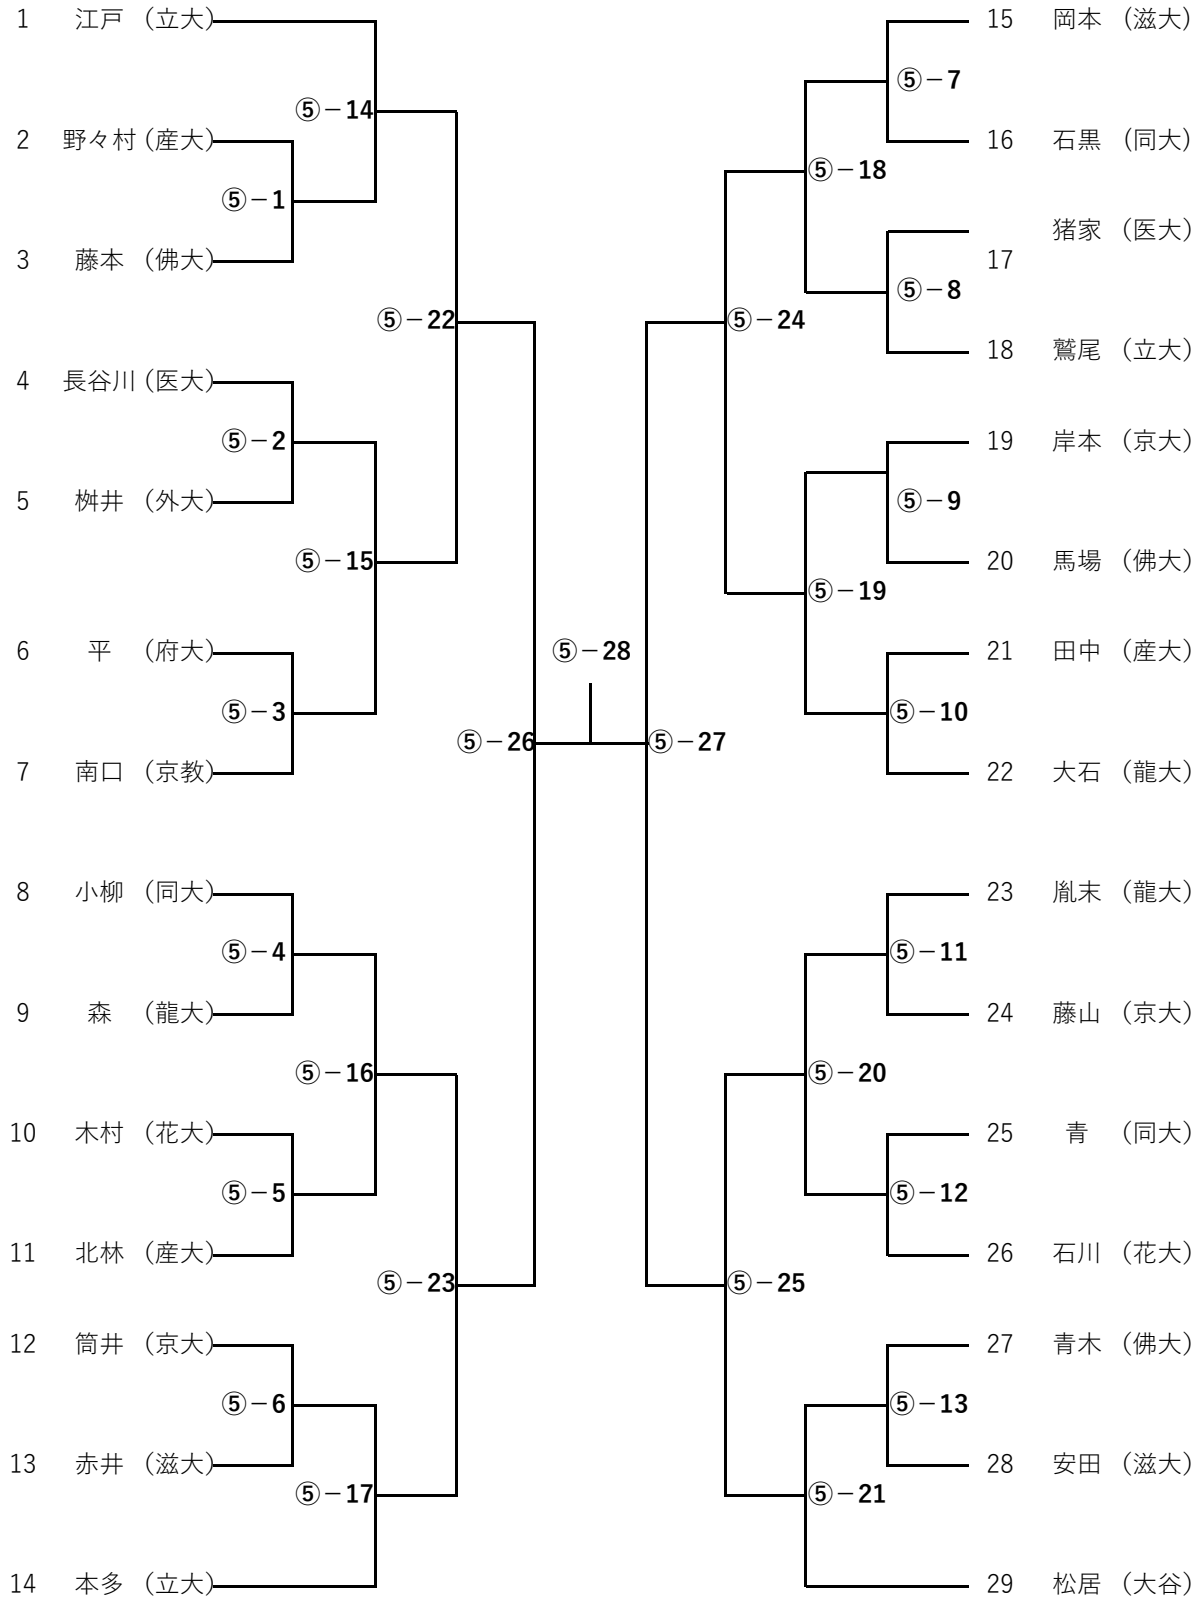 1 江戸 （立大）
⑤－14
2 野々村（産大）
⑤－1
3 藤本 （佛大）
⑤－22
4 長谷川（医大）
⑤－2
5 桝井 （外大）
⑤－15
6 平 （府大）
⑤－3
7 南口 （京教）
⑤－26
8 小柳 （同大）
⑤－4
9 森 （龍大）
⑤－16
10 木村 （花大）
⑤－5
11 北林 （産大）
⑤－23
12 筒井 （京大）
⑤－6
13 赤井 （滋大）
⑤－17
14 本多 （立大）
⑤－28
15 岡本 （滋大）
⑤－7
16 石黒 （同大）
⑤－18
猪家 （医大）
17
⑤－8
⑤－24
18 鷲尾 （立大）
19 岸本 （京大）
⑤－9
20 馬場 （佛大）
⑤－19
21 田中 （産大）
⑤－10
⑤－27
22 大石 （龍大）
23 胤末 （龍大）
⑤－11
24 藤山 （京大）
⑤－20
25 青 （同大）
⑤－12
26 石川 （花大）
⑤－25
27 青木 （佛大）
⑤－13
28 安田 （滋大）
⑤－21
29 松居 （大谷）